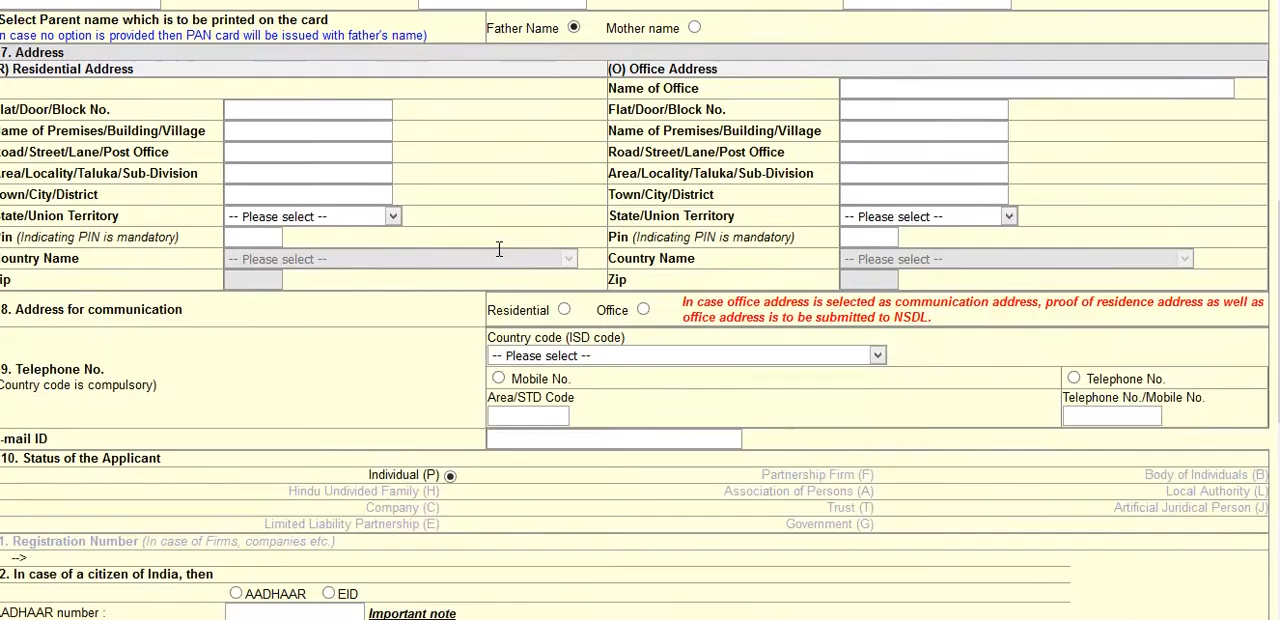 Select Parent name which is to be printed on the card
n case no option is provided then PAN card will be issued with father's name)
Father Name Mother name
7. Address
R) Residential Address (O) Office Address
Name of Office
lat/Door/Block No. Flat/Door/Block No.
ame of Premises/Building/Village Name of Premises/Building/Village
oad/Street/Lane/Post Office Road/Street/Lane/Post Office
rea/Locality/Taluka/Sub-Division Area/Locality/Taluka/Sub-Division
own/City/District Town/City/District
tate/Union Territory -- Please select -- State/Union Territory -- Please select --
in (Indicating PIN is mandatory) Pin (Indicating PIN is mandatory)
ountry Name -- Please select -- Country Name -- Please select --
ip Zip
8. Address for communication Residential Office In case office address is selected as communication address, proof of residence address as well as
office address is to be submitted to NSDL.
Country code (ISD code)
-- Please select --
9. Telephone No.
Country code is compulsory)
Mobile No. Telephone No.
Area/STD Code Telephone No./Mobile No.
-mail ID
10. Status of the Applicant
Individual (P) Partnership Firm (F) Body of Individuals (B)
Hindu Undivided Family (H) Association of Persons (A) Local Authority (L)
Company (C) Trust (T) Artificial Juridical Person (J)
Limited Liability Partnership (E) Government (G)
1. Registration Number (In case of Firms, companies etc.)
-->
2. In case of a citizen of India, then
AADHAAR EID
ADHAAR number : Important note